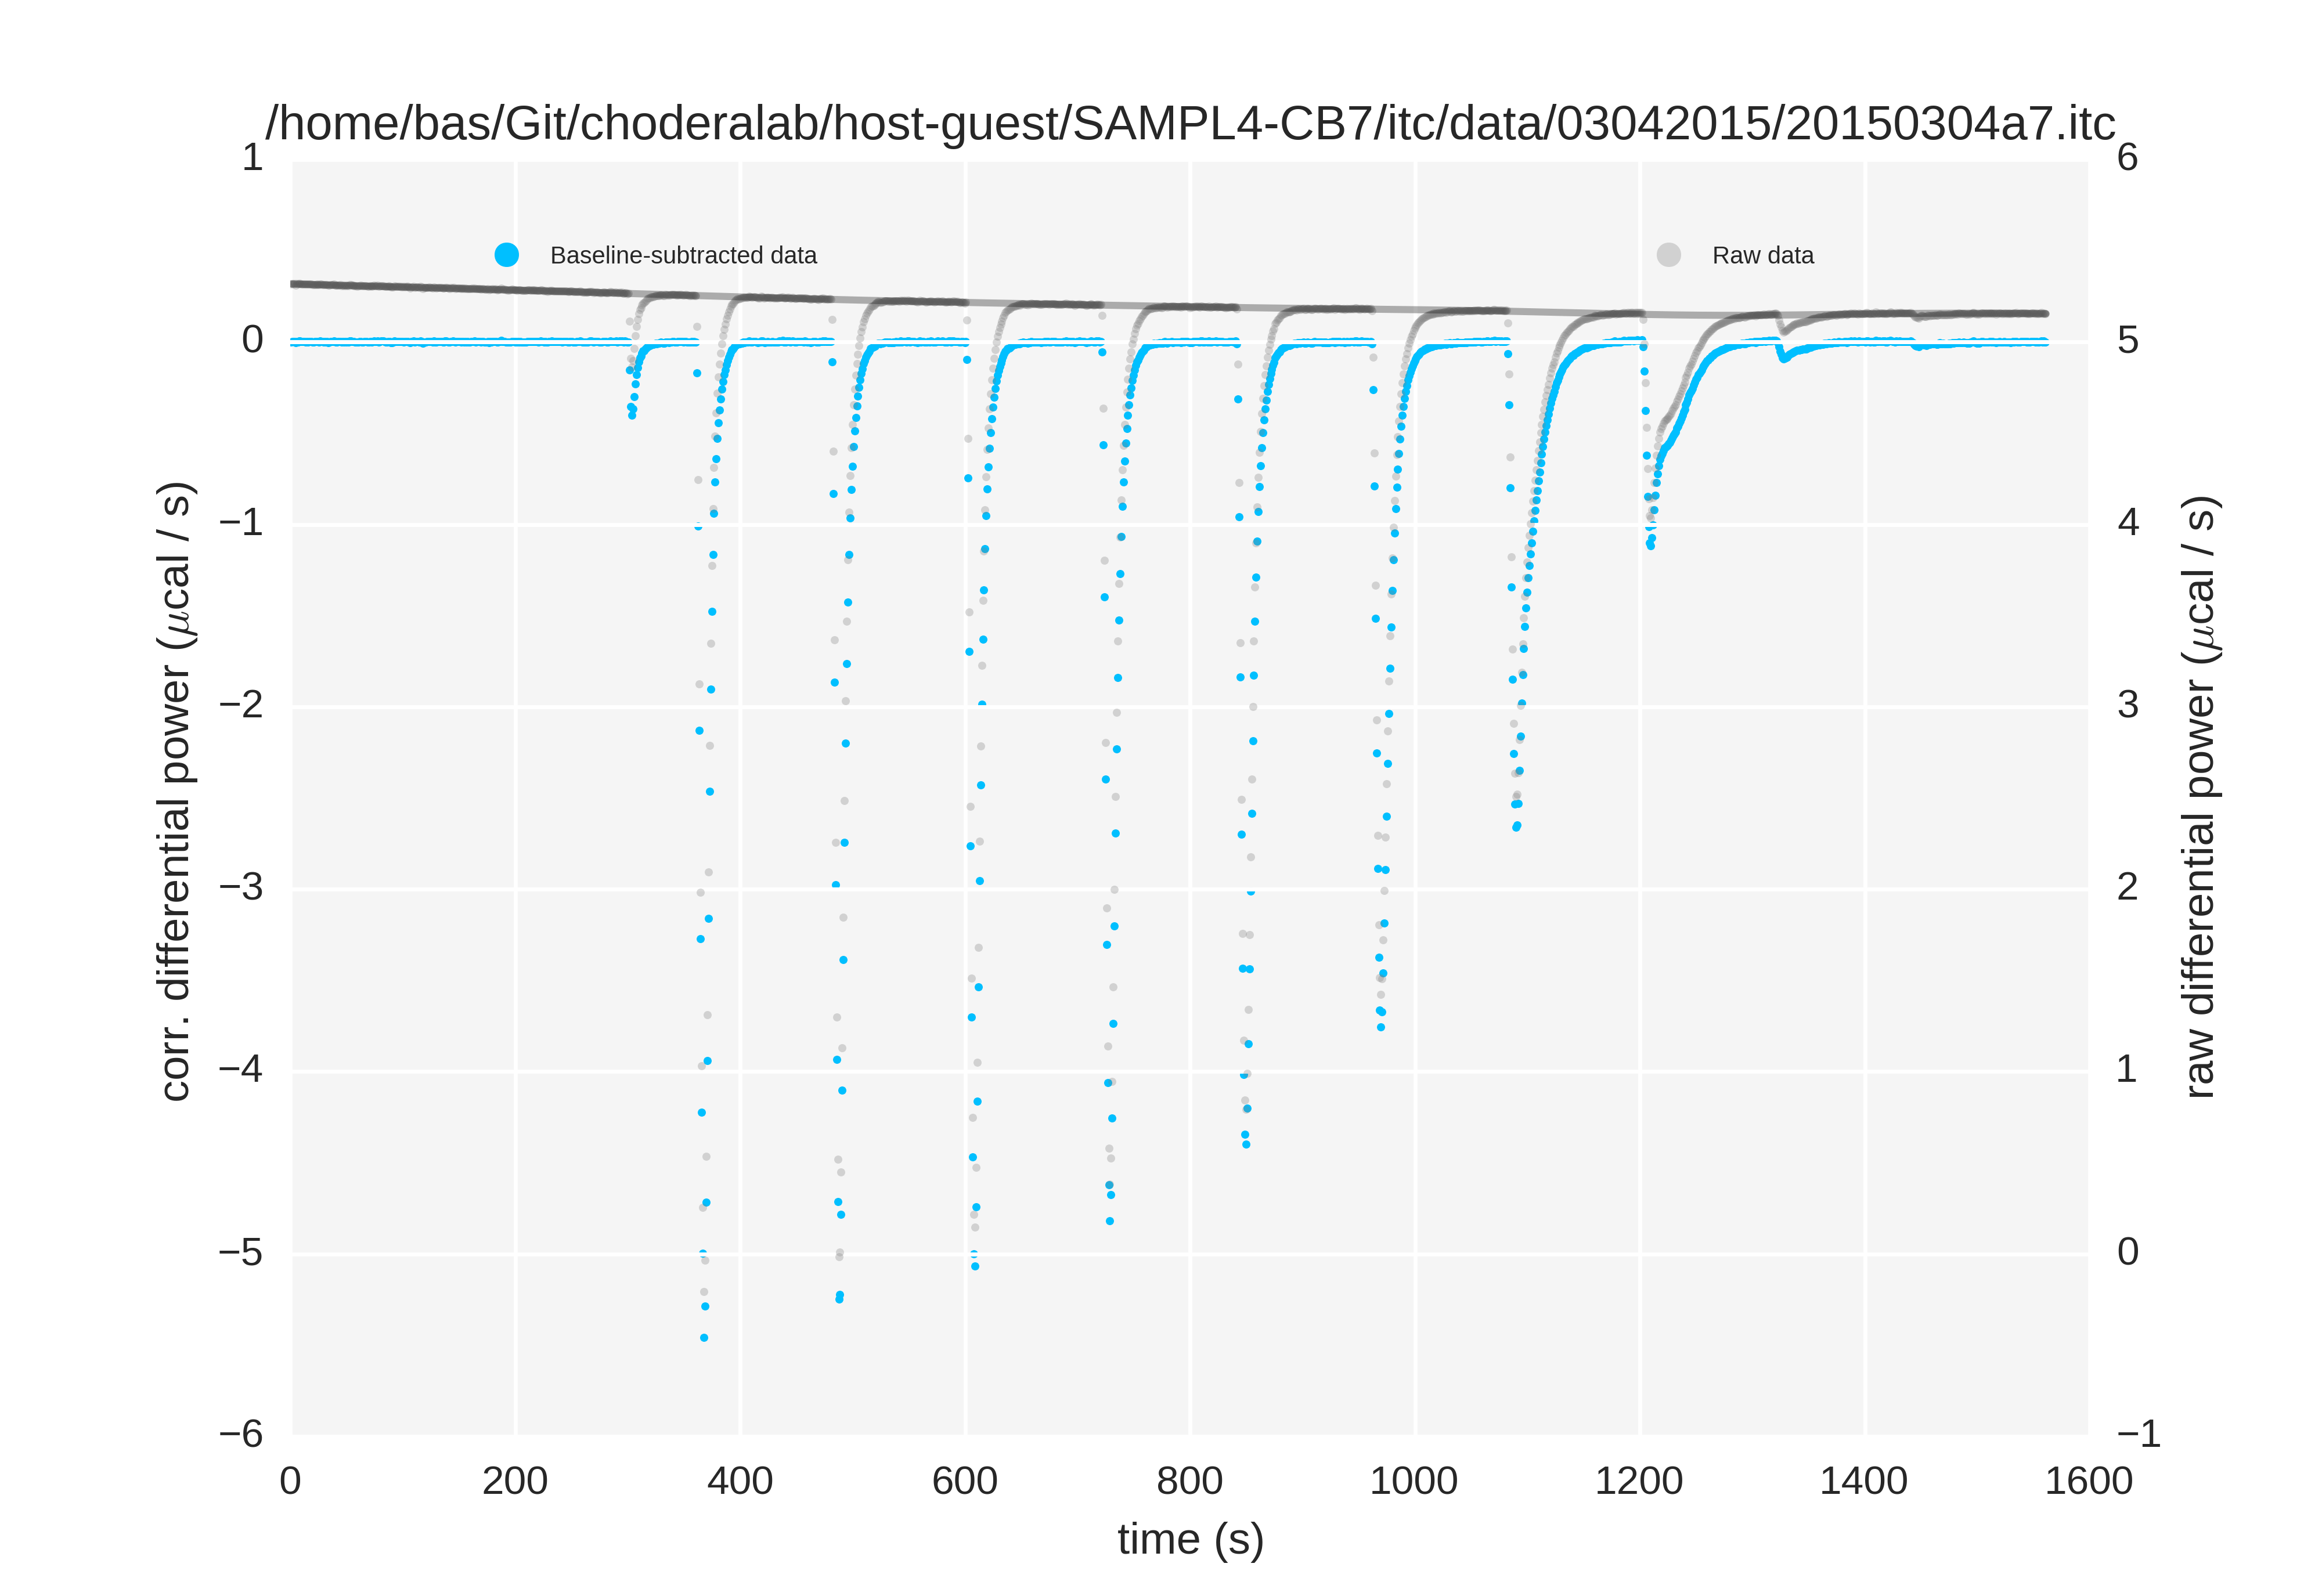 /home/bas/Git/choderalab/host-guest/SAMPL4-CB7/itc/data/03042015/20150304a7.itc
1
0
−1
−2
−3
−4
−5
−6
corr. differential power (μcal / s)
Baseline-subtracted data
Raw data
6
5
4
3
2
1
0
−1
raw differential power (μcal / s)
0 200 400 600 800 1000 1200 1400 1600
time (s)